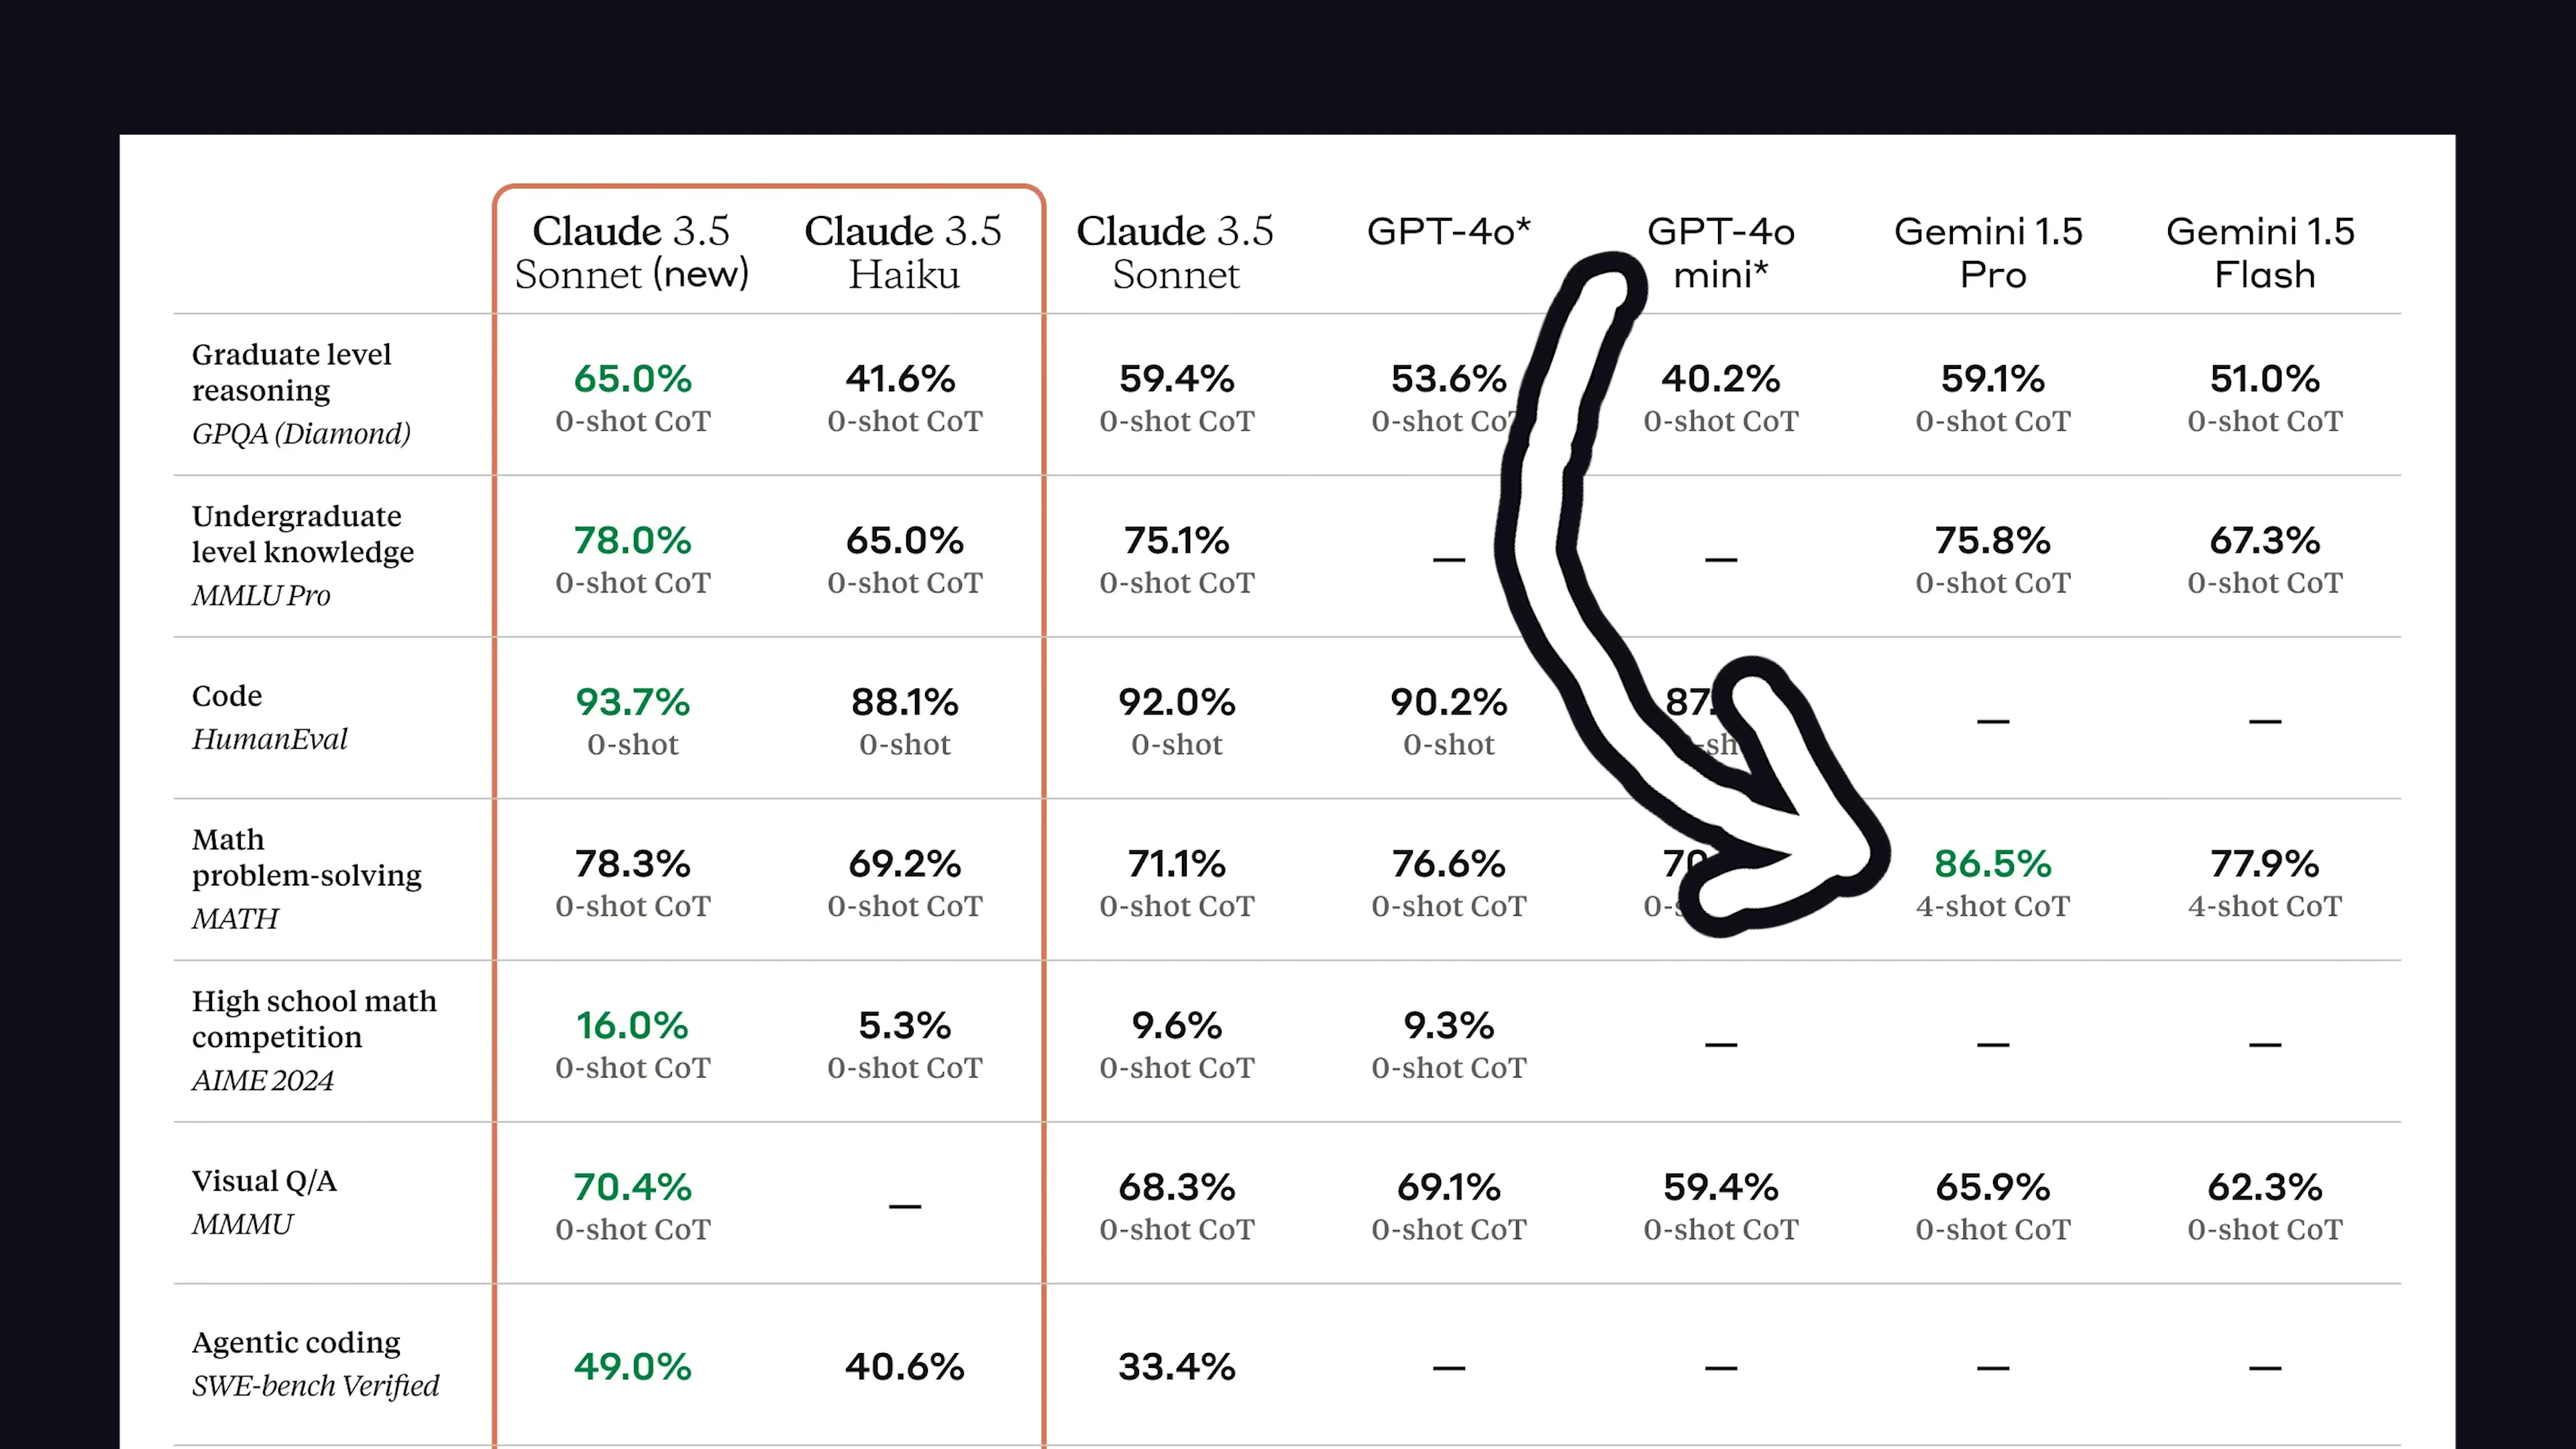 Claude 3.5 Sonnet (new)
Claude 3.5 Haiku
Claude 3.5 Sonnet
GPT-4o*
GPT-4o mini*
Gemini 1.5 Pro
Gemini 1.5 Flash
Graduate level
reasoning
GPQA (Diamond)
65.0% 41.6% 59.4% 53.6% 40.2% 59.1% 51.0%
0-shot CoT 0-shot CoT 0-shot CoT 0-shot 0-shot CoT 0-shot CoT 0-shot CoT
Undergraduate
level knowledge
MMLU Pro
78.0% 65.0% 75.1% — — 75.8% 67.3%
0-shot CoT 0-shot CoT 0-shot CoT 0-shot CoT 0-shot CoT
Code
HumanEval
93.7% 88.1% 92.0% 90.2% — —
0-shot 0-shot 0-shot 0-shot
Math
problem-solving
MATH
78.3% 69.2% 71.1% 76.6% 86.5% 77.9%
0-shot CoT 0-shot CoT 0-shot CoT 0-shot CoT 4-shot CoT 4-shot CoT
High school math
competition
AIME 2024
16.0% 5.3% 9.6% 9.3% — — —
0-shot CoT 0-shot CoT 0-shot CoT 0-shot CoT
Visual Q/A
MMMU
70.4% — 68.3% 69.1% 59.4% 65.9% 62.3%
0-shot CoT 0-shot CoT 0-shot CoT 0-shot CoT 0-shot CoT 0-shot CoT
Agentic coding
SWE-bench Verified
49.0% 40.6% 33.4% — — — —